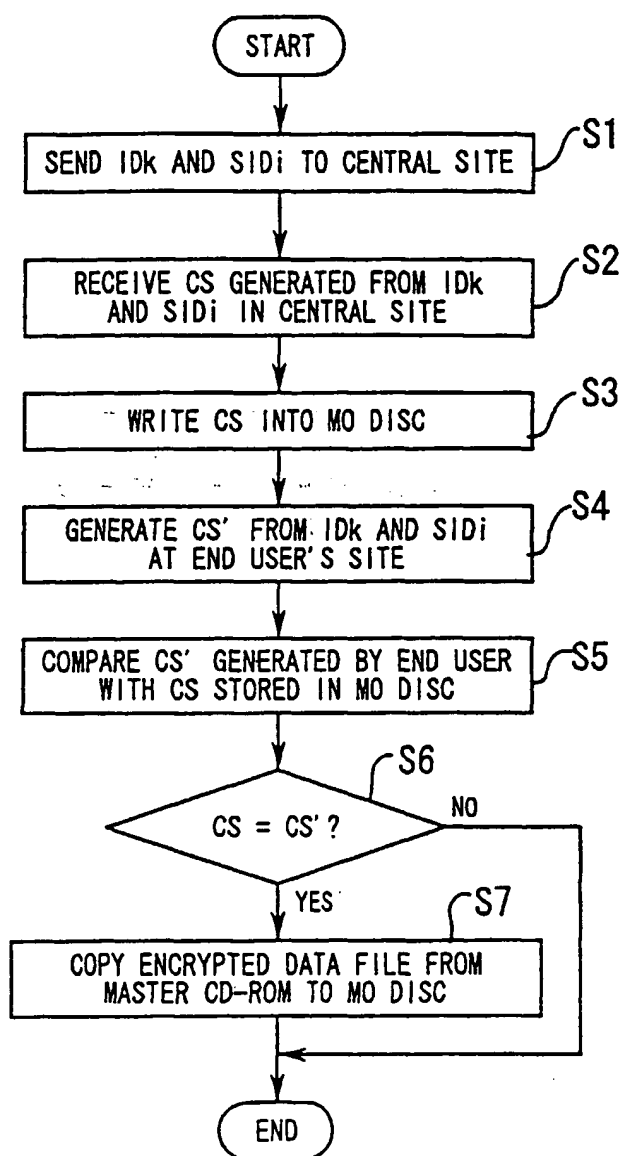 START
S1
SEND IDk AND SIDi TO CENTRAL SITE
S2
RECEIVE CS GENERATED FROM IDk
AND SIDi IN CENTRAL SITE
S3
WRITE CS INTO MO DISC
S4
GENERATE CS' FROM IDk AND SIDi
AT END USER'S SITE
S5
COMPARE CS' GENERATED BY END USER
WITH CS STORED IN MO DISC
S6
CS = CS'?
NO
YES
S7
COPY ENCRYPTED DATA FILE FROM
MASTER CD-ROM TO MO DISC
END